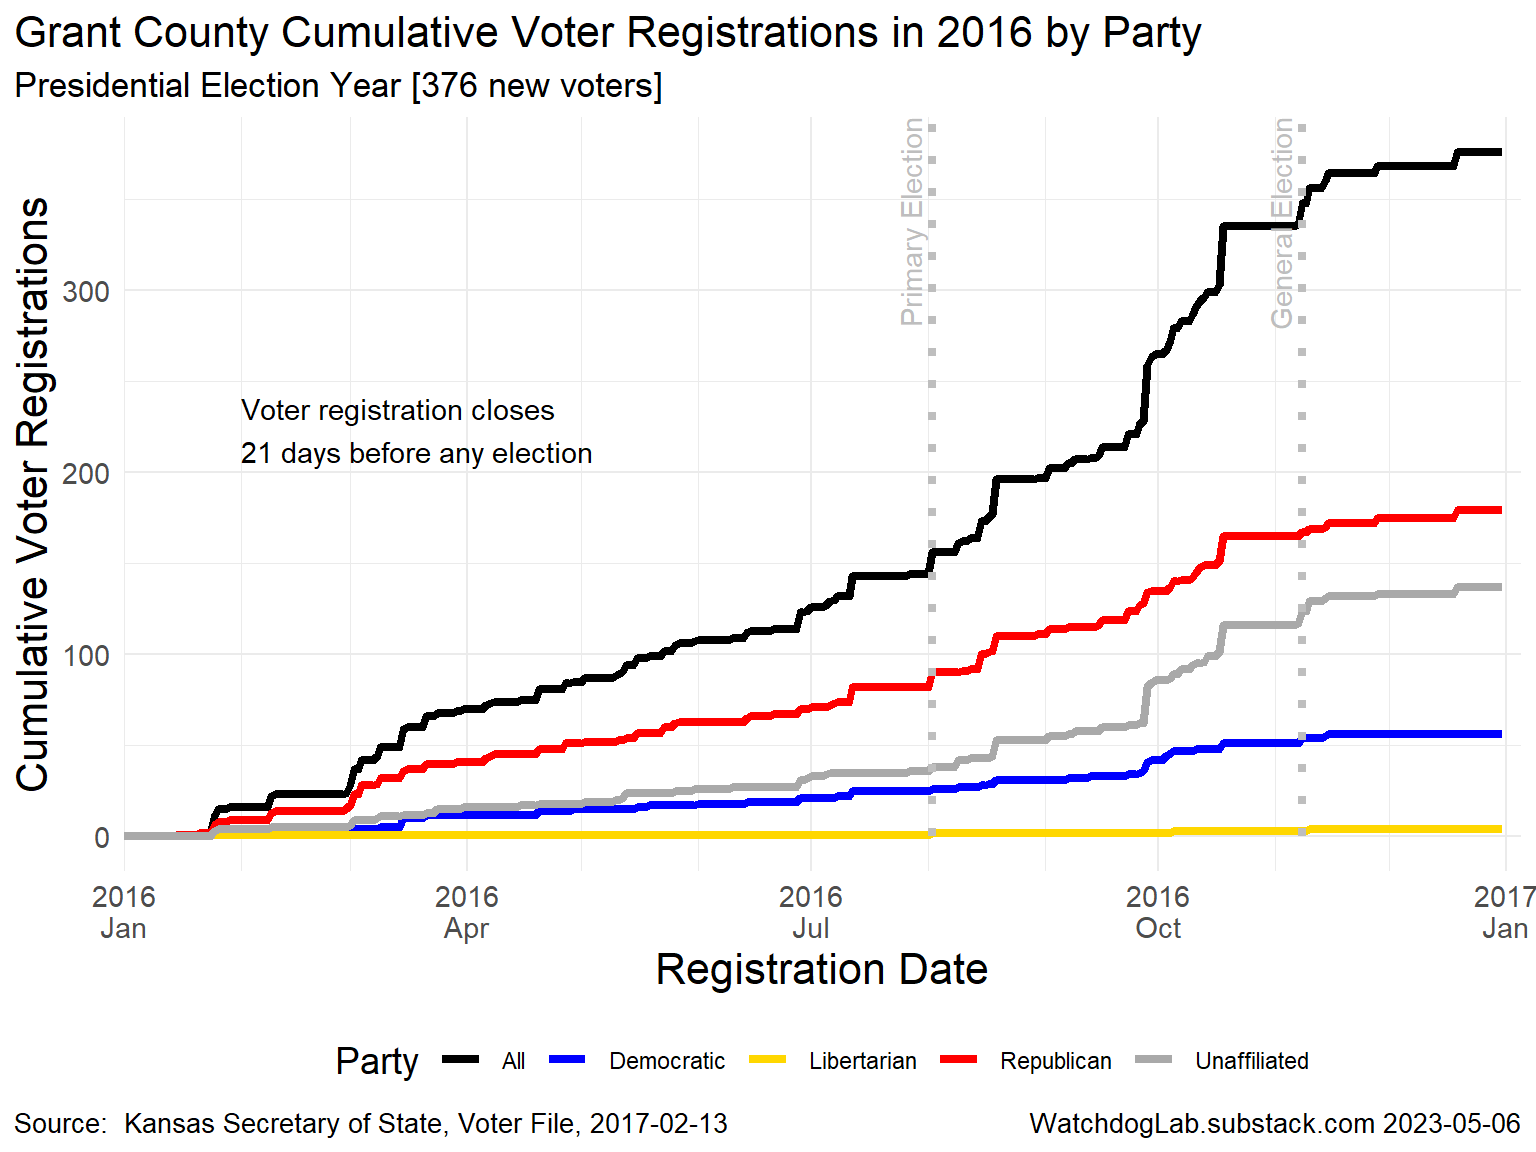 Grant County Cumulative Voter Registrations in 2016 by Party
Presidential Election Year [376 new voters]
Cumulative Voter Registrations
300
200
100
0
Primary Election
General Election
Voter registration closes
21 days before any election
2016 2016 2016 2016 2017
Jan Apr Jul Oct Jan
Registration Date
Party All Democratic Libertarian Republican Unaffiliated
Source:  Kansas Secretary of State, Voter File, 2017-02-13
WatchdogLab.substack.com 2023-05-06